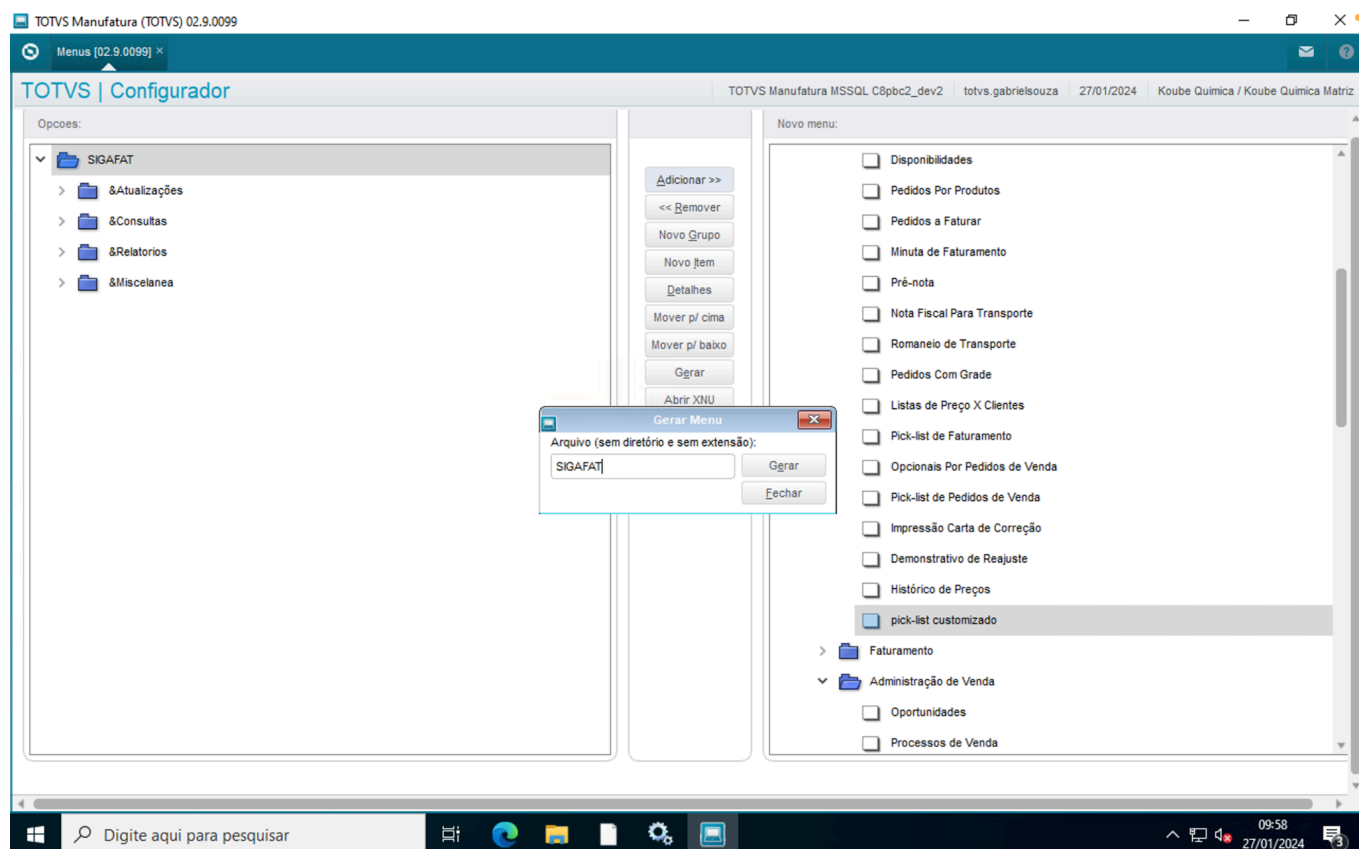 TOTVS Manufatura (TOTVS) 02.9.0099
Menus [02.9.0099] ×
TOTVS | Configurador
TOTVS Manufatura MSSQL C8pbc2_dev2 totvs.gabrielsouza 27/01/2024 Koube Quimica / Koube Quimica Matriz
Opcoes:
SIGAFAT
&Atualizações
&Consultas
&Relatorios
&Miscelanea
Adicionar >>
<< Remover
Novo Grupo
Novo Item
Detalhes
Mover p/ cima
Mover p/ baixo
Gerar
Abrir XNU
Gerar Menu
Arquivo (sem diretório e sem extensão):
SIGAFAT
Gerar
Fechar
Novo menu:
Disponibilidades
Pedidos Por Produtos
Pedidos a Faturar
Minuta de Faturamento
Pré-nota
Nota Fiscal Para Transporte
Romaneio de Transporte
Pedidos Com Grade
Listas de Preço X Clientes
Pick-list de Faturamento
Opcionais Por Pedidos de Venda
Pick-list de Pedidos de Venda
Impressão Carta de Correção
Demonstrativo de Reajuste
Histórico de Preços
pick-list customizado
Faturamento
Administração de Venda
Oportunidades
Processos de Venda
Digite aqui para pesquisar
09:58
27/01/2024
3